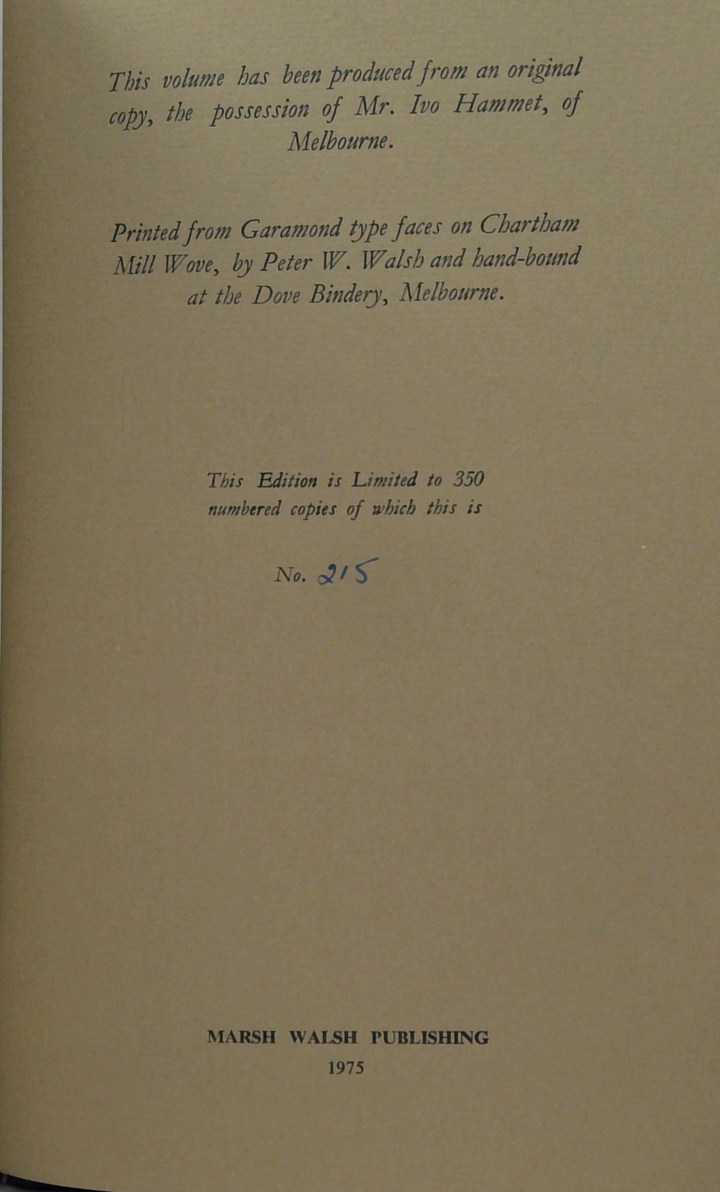 This volume has been produced from an original
copy, the possession of Mr. Ivo Hammet, of
Melbourne.
Printed from Garamond type faces on Chartham
Mill Wove, by Peter W. Walsh and hand-bound
at the Dove Bindery, Melbourne.
This Edition is Limited to 350
numbered copies of which this is
No. 215
MARSH WALSH PUBLISHING
1975